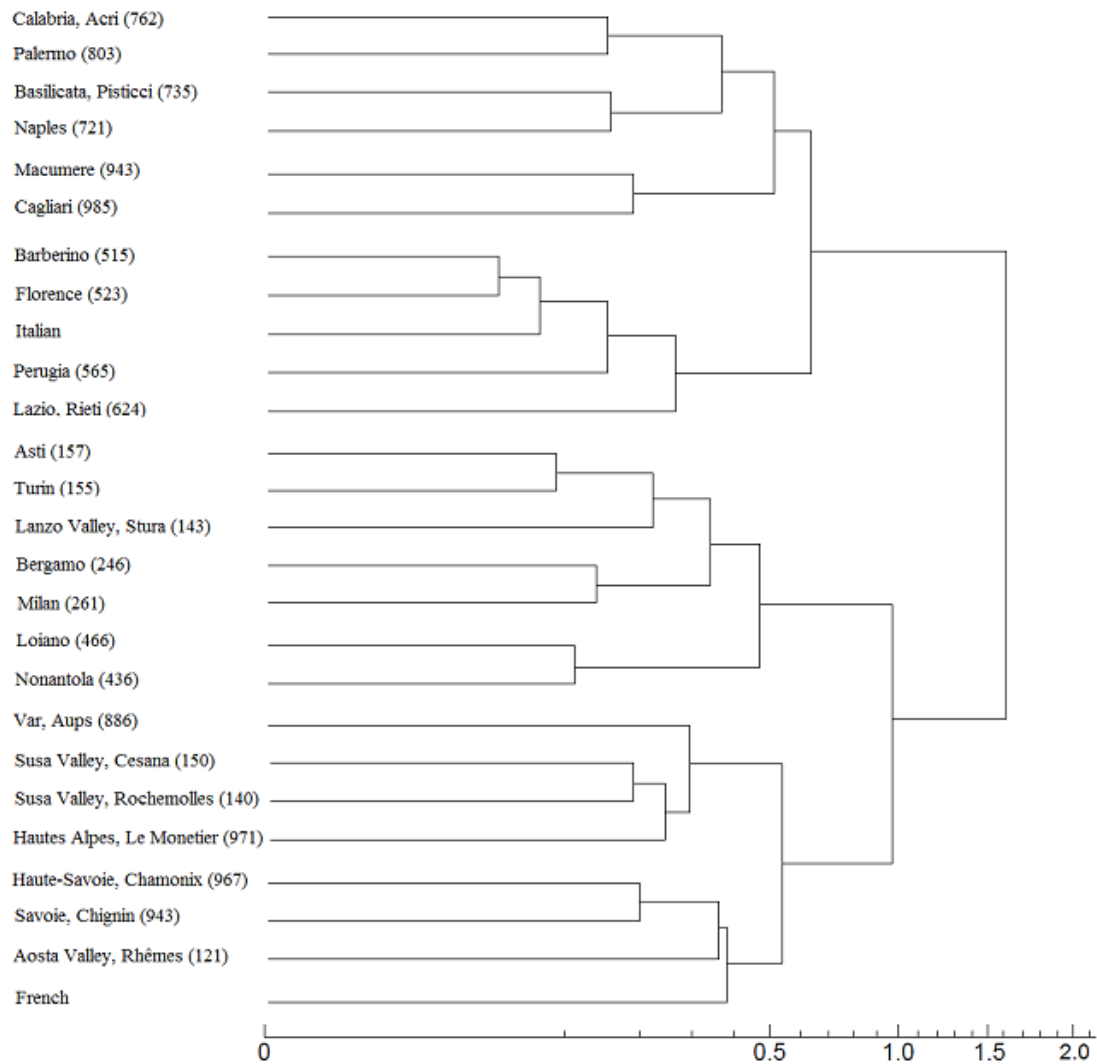 Calabria, Acri (762)
Palermo (803)
Basilicata, Pisticci (735)
Naples (721)
Macumere (943)
Cagliari (985)
Barberino (515)
Florence (523)
Italian
Perugia (565)
Lazio, Rieti (624)
Asti (157)
Turin (155)
Lanzo Valley, Stura (143)
Bergamo (246)
Milan (261)
Loiano (466)
Nonantola (436)
Var, Aups (886)
Susa Valley, Cesana (150)
Susa Valley, Rochemolles (140)
Hautes Alpes, Le Monetier (971)
Haute-Savoie, Chamonix (967)
Savoie, Chignin (943)
Aosta Valley, Rhêmes (121)
French
0 0.5 1.0 1.5 2.0